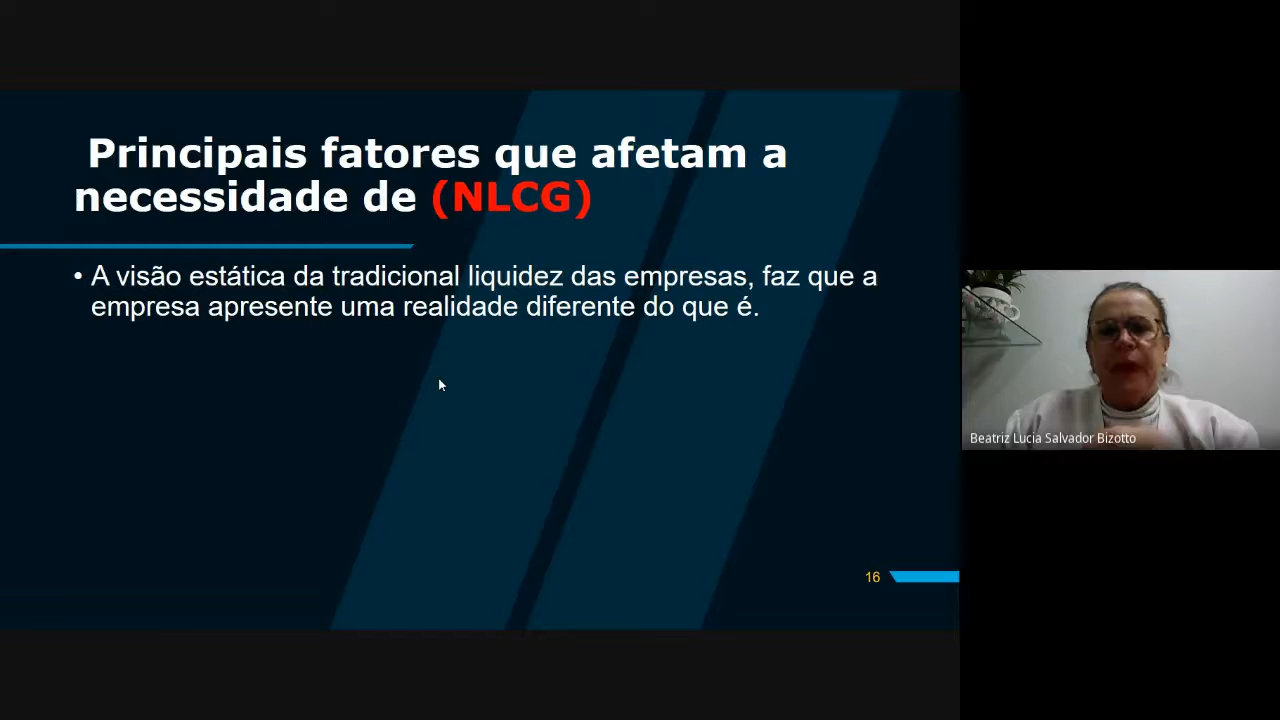 Principais fatores que afetam a
necessidade de (NLCG)
• A visão estática da tradicional liquidez das empresas, faz que a
empresa apresente uma realidade diferente do que é.
16
Beatriz Lucia Salvador Bizotto